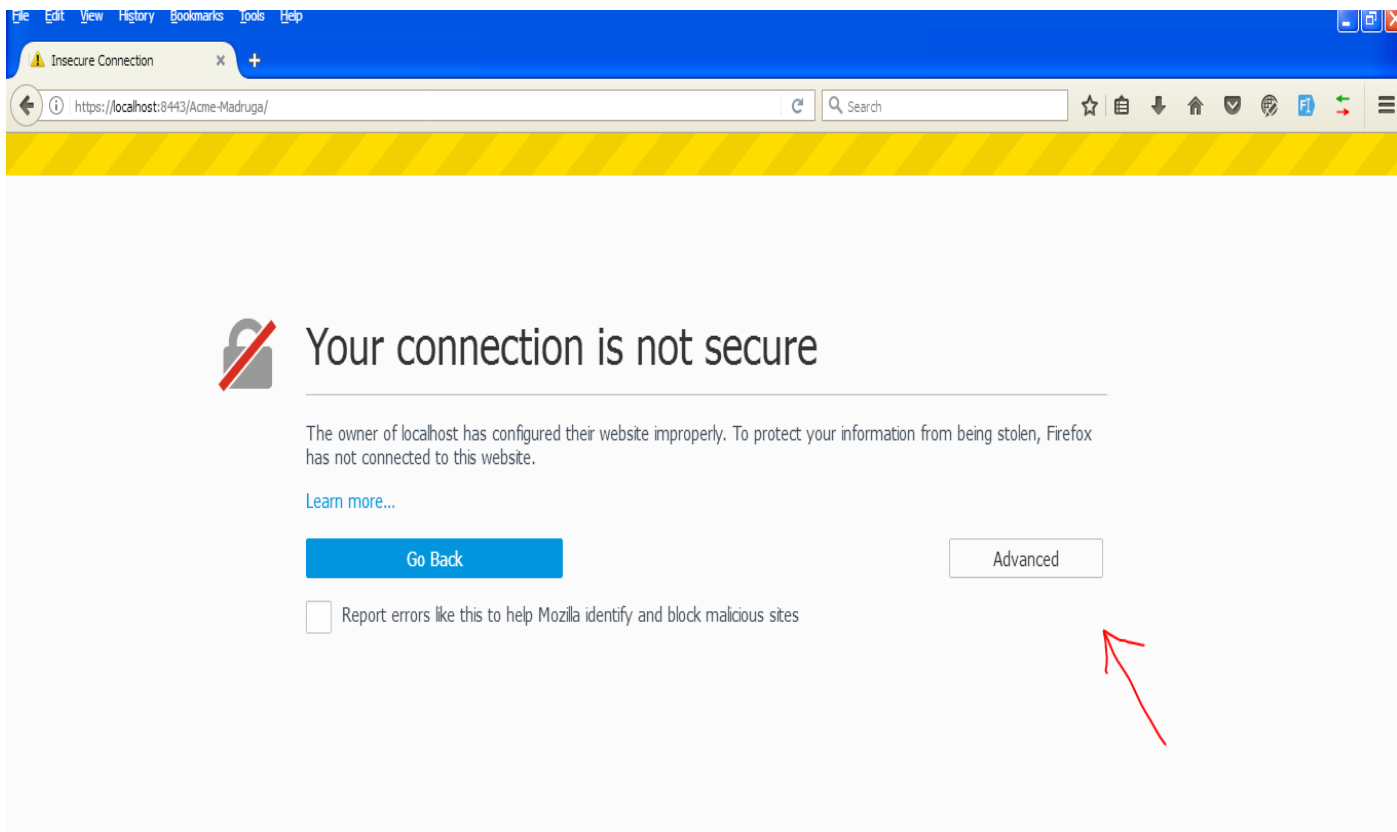 File Edit View History Bookmarks Tools Help
Insecure Connection
https://localhost:8443/Acme-Madruga/
Search
Your connection is not secure
The owner of localhost has configured their website improperly. To protect your information from being stolen, Firefox
has not connected to this website.
Learn more...
Go Back
Advanced
Report errors like this to help Mozilla identify and block malicious sites